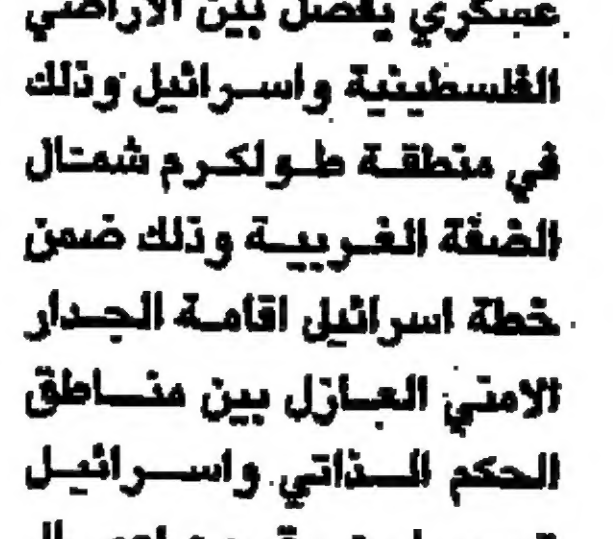 عسكري يفصل بين الاراضي
الفلسطينية واسرائيل وذلك
في منطقة طولكرم شمال
الضفة الغربية وذلك ضمن
خطة اسرائيل اقامة الجدار
الامني العازل بين مناطق
الحكم الذاتي واسرائيل